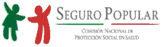 SEGURO POPULAR
COMISIÓN NACIONAL DE
PROTECCIÓN SOCIAL EN SALUD